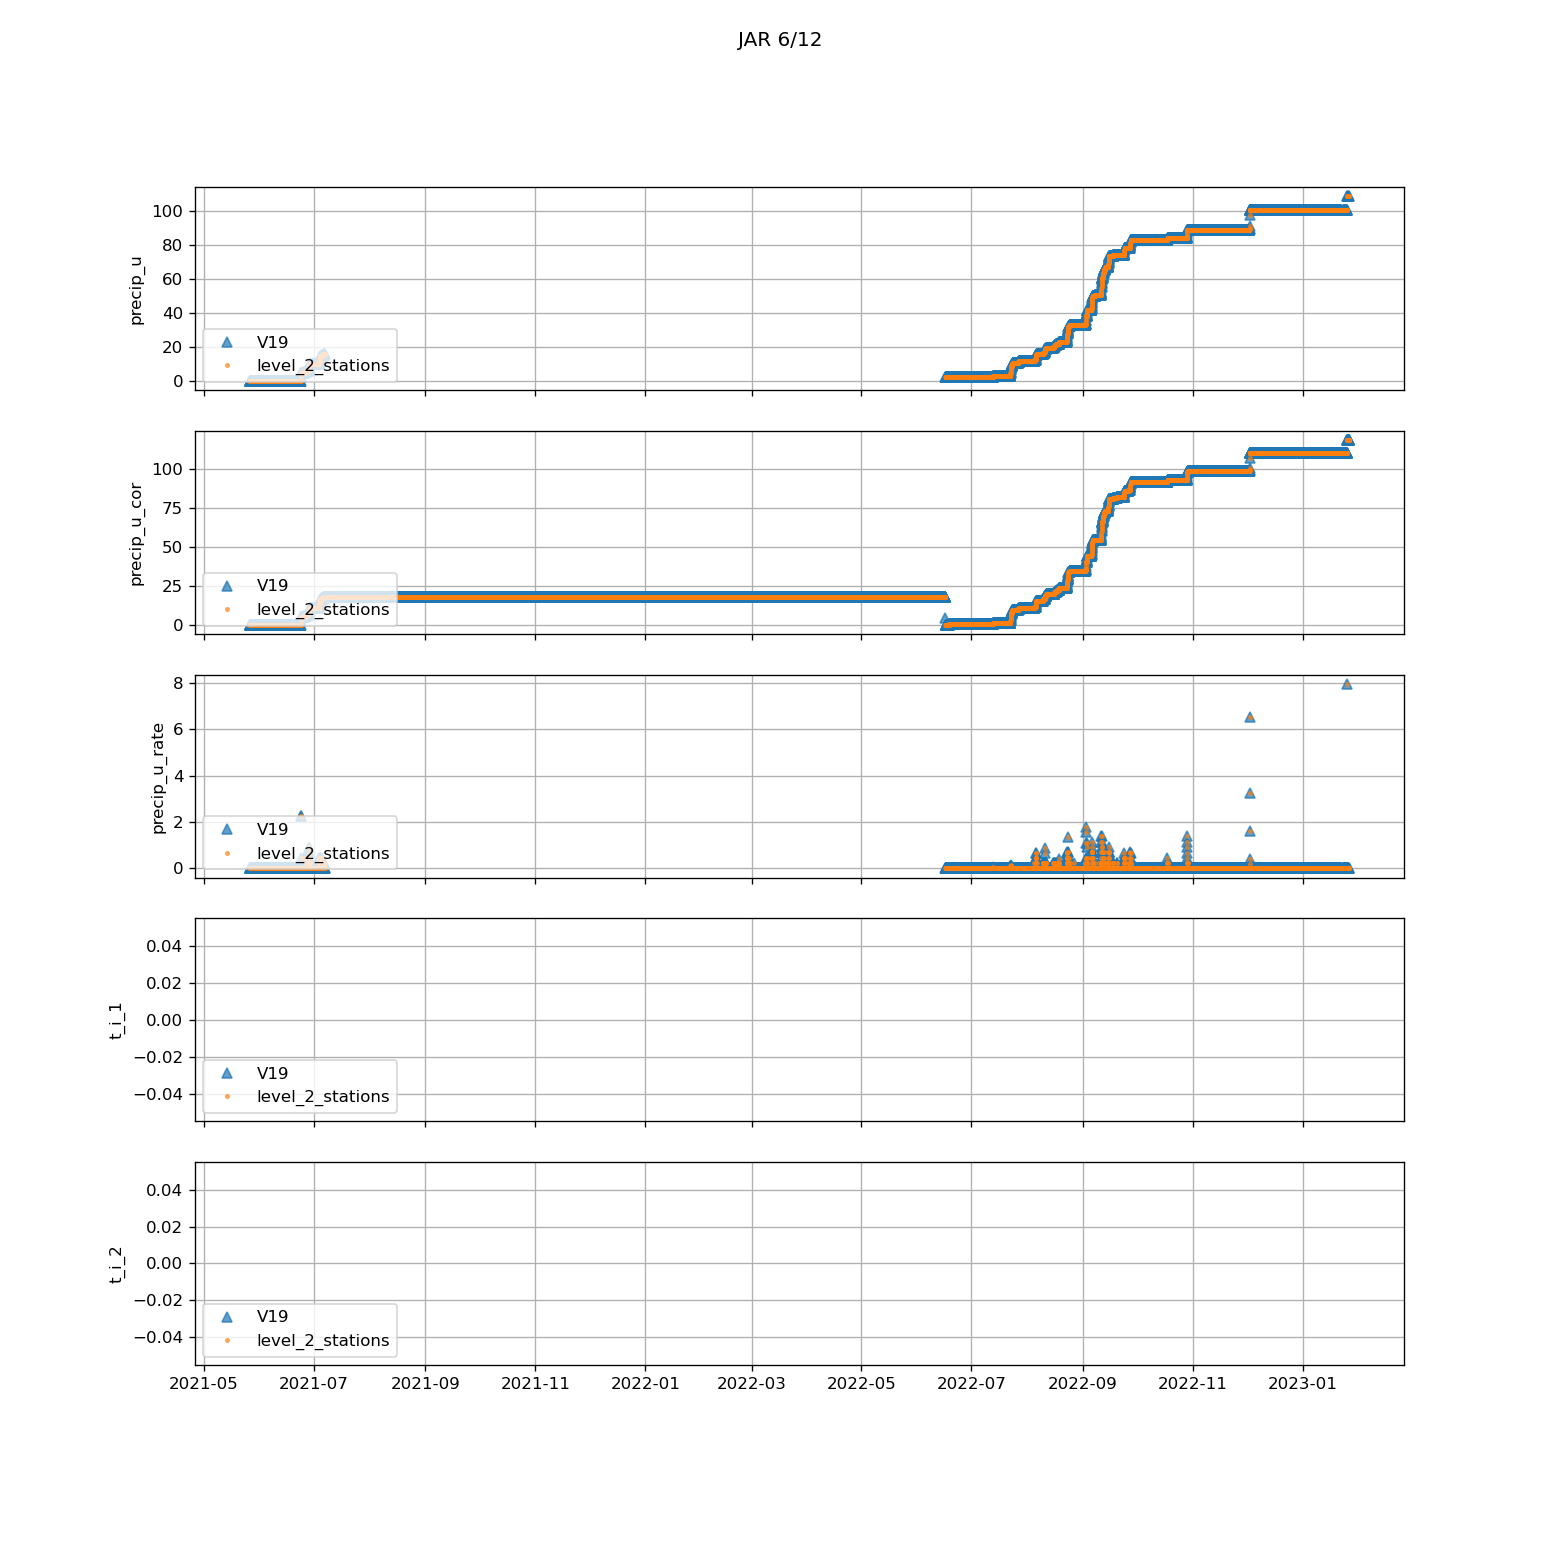 JAR 6/12
100
80
60
40
20
0
precip_u
V19
level_2_stations
100
75
50
25
0
precip_u_cor
V19
level_2_stations
8
6
4
2
0
precip_u_rate
V19
level_2_stations
0.04
0.02
0.00
−0.02
−0.04
t_i_1
V19
level_2_stations
0.04
0.02
0.00
−0.02
−0.04
t_i_2
V19
level_2_stations
2021-05 2021-07 2021-09 2021-11 2022-01 2022-03 2022-05 2022-07 2022-09 2022-11 2023-01